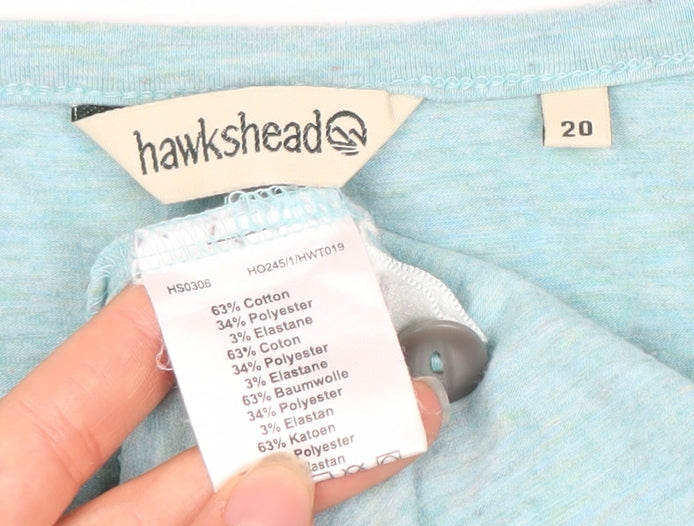 hawkshead
20
HS0306 HO245/1/HWT019
63% Cotton
34% Polyester
3% Elastane
63% Coton
34% Polyester
3% Elastane
63% Baumwolle
34% Polyester
3% Elastan
63% Katoen
Polyester